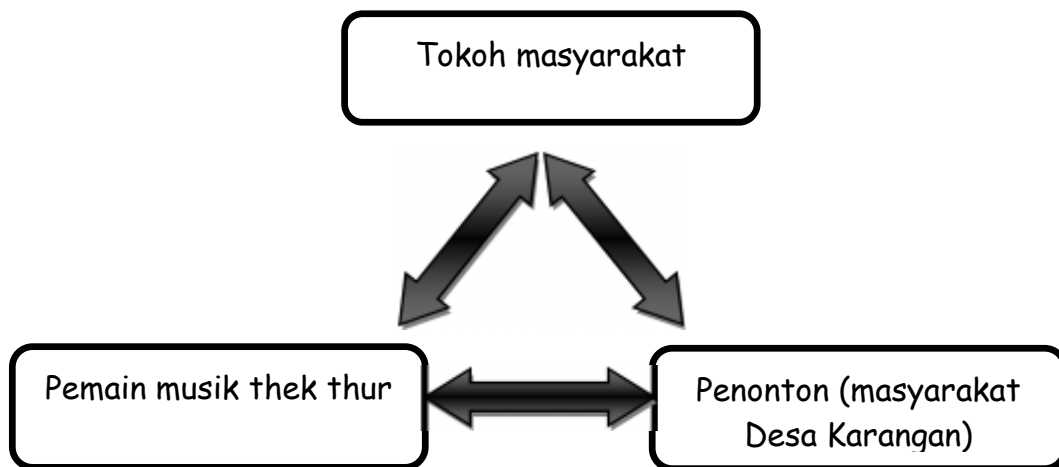 Tokoh masyarakat
Pemain musik thek thur
Penonton (masyarakat
Desa Karangan)